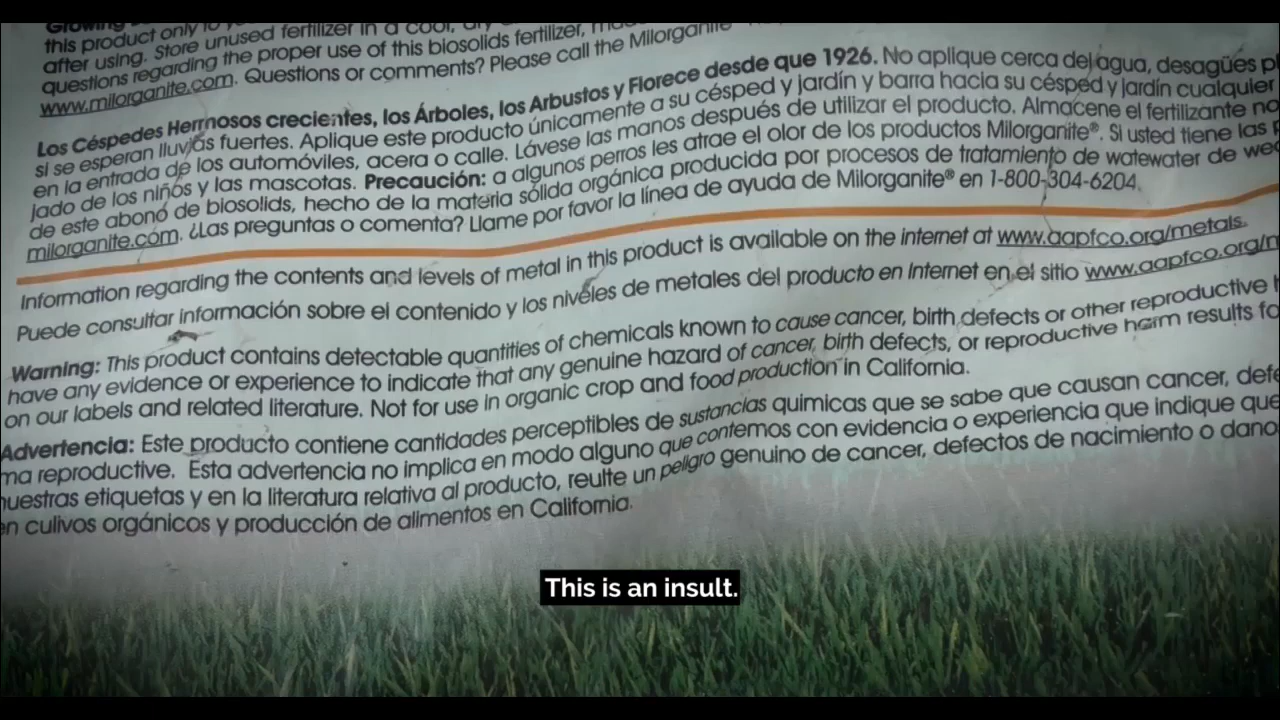 Growing
this product only to
after using. Store unused fertilizer in a cool, dry
questions regarding the proper use of this biosolids fertilizer,
www.milorganite.com. Questions or comments? Please call the Milorganite
Los Céspedes Hermosos crecientes, los Árboles, los Arbustos y Florece desde que 1926. No aplique cerca del agua, desagües
si se esperan lluvias fuertes. Aplique este producto únicamente a su césped y jardín y barra hacia su césped y jardín cualquier
en la entrada de los automóviles, acera o calle. Lávese las manos después de utilizar el producto. Almacene el fertilizante no
jado de los niños y las mascotas. Precaución: a algunos perros les atrae el olor de los productos Milorganite®. Si usted tiene las
de este abono de biosolids, hecho de la materia sólida orgánica producida por procesos de tratamiento de watewater de
milorganite.com. ¿Las preguntas o comenta? Llame por favor la línea de ayuda de Milorganite® en 1-800-304-6204.
Information regarding the contents and levels of metal in this product is available on the internet at www.aapfco.org/metals.
Puede consultar información sobre el contenido y los niveles de metales del producto en Internet en el sitio www.aapfco.org/m
Warning: This product contains detectable quantities of chemicals known to cause cancer, birth defects or other reproductive
have any evidence or experience to indicate that any genuine hazard of cancer, birth defects, or reproductive harm results
on our labels and related literature. Not for use in organic crop and food production in California.
Advertencia: Este producto contiene cantidades perceptibles de sustancias químicas que se sabe que causan cancer,
ma reproductive. Esta advertencia no implica en modo alguno que contemos con evidencia o experiencia que indique que
nuestras etiquetas y en la literatura relativa al producto, reulte un peligro genuino de cancer, defectos de nacimiento o dano
en culivos orgánicos y producción de alimentos en California.
This is an insult.